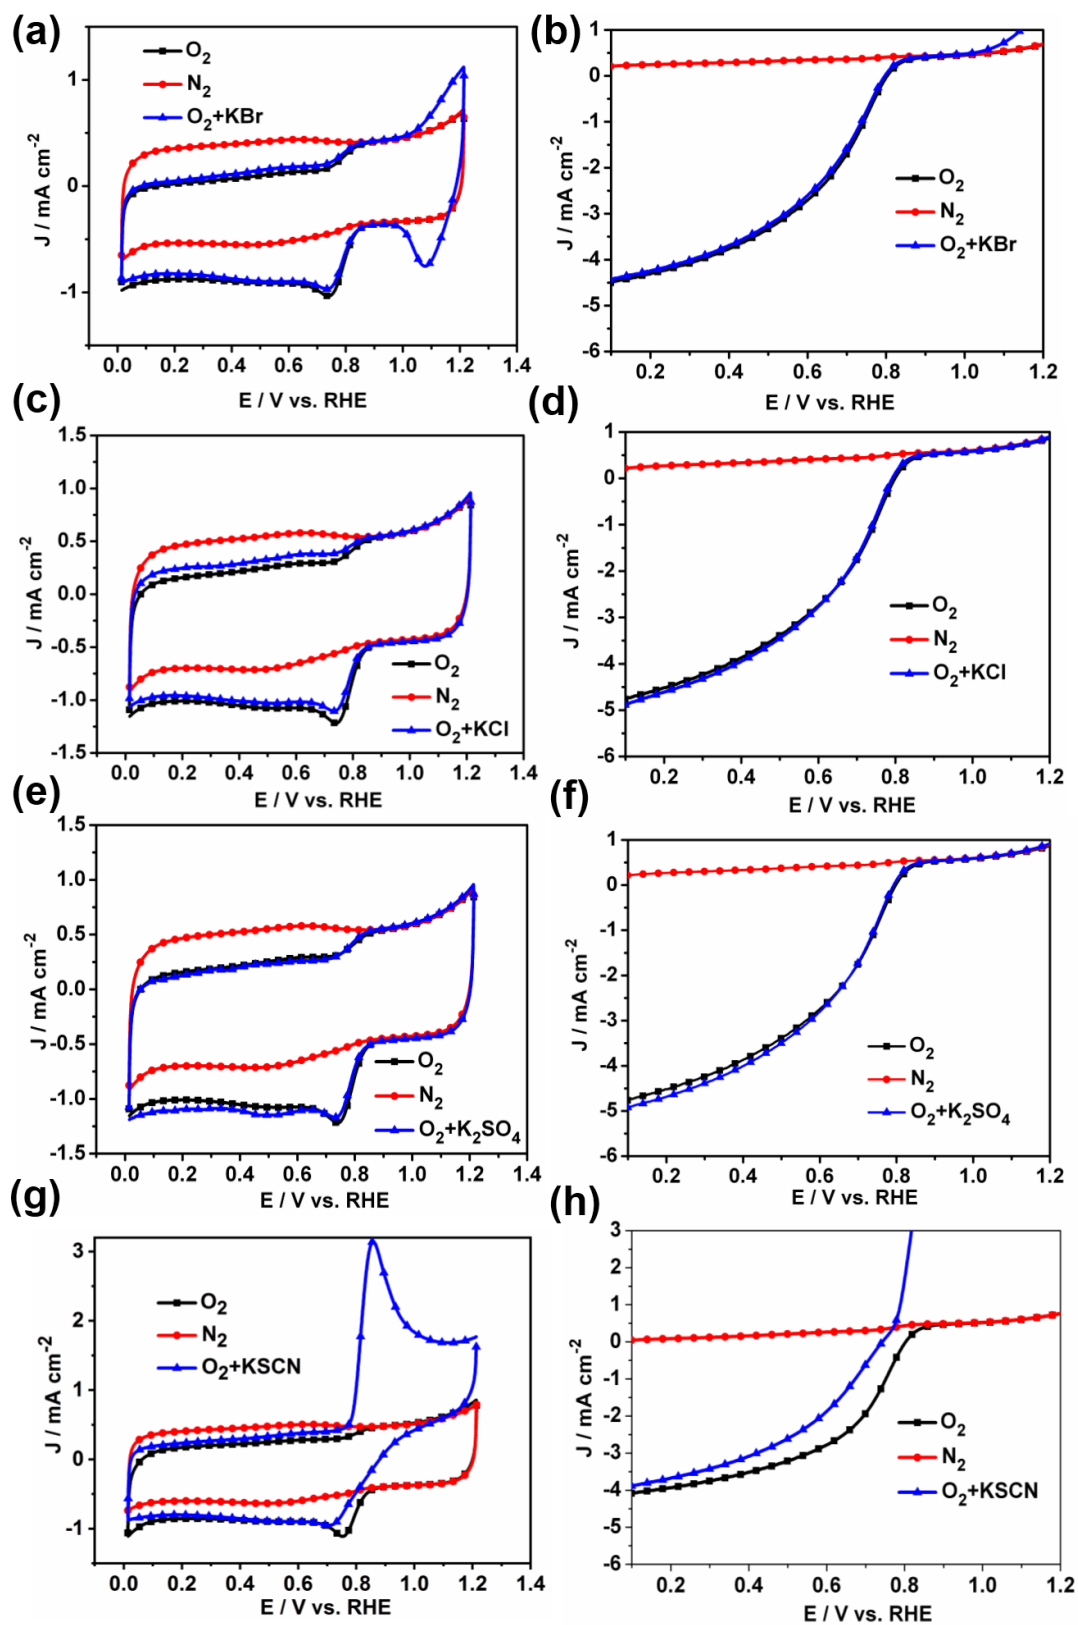 (a)
O2
N2
O2+KBr
1
0
-1
J / mA cm-2
0.0 0.2 0.4 0.6 0.8 1.0 1.2 1.4
E / V vs. RHE
(b)
1
0
-1
-2
-3
-4
-5
-6
J / mA cm-2
O2
N2
O2+KBr
0.2 0.4 0.6 0.8 1.0 1.2
E / V vs. RHE
(c)
1.5
1.0
0.5
0.0
-0.5
-1.0
-1.5
J / mA cm-2
O2
N2
O2+KCl
0.0 0.2 0.4 0.6 0.8 1.0 1.2 1.4
E / V vs. RHE
(d)
1
0
-1
-2
-3
-4
-5
-6
J / mA cm-2
O2
N2
O2+KCl
0.2 0.4 0.6 0.8 1.0 1.2
E / V vs. RHE
(e)
1.5
1.0
0.5
0.0
-0.5
-1.0
-1.5
J / mA cm-2
O2
N2
O2+K2SO4
0.0 0.2 0.4 0.6 0.8 1.0 1.2 1.4
E / V vs. RHE
(f)
1
0
-1
-2
-3
-4
-5
-6
J / mA cm-2
O2
N2
O2+K2SO4
0.2 0.4 0.6 0.8 1.0 1.2
E / V vs. RHE
(g)
3
2
1
0
-1
J / mA cm-2
O2
N2
O2+KSCN
0.0 0.2 0.4 0.6 0.8 1.0 1.2 1.4
E / V vs. RHE
(h)
3
2
1
0
-1
-2
-3
-4
-6
J / mA cm-2
O2
N2
O2+KSCN
0.2 0.4 0.6 0.8 1.0 1.2
E / V vs. RHE